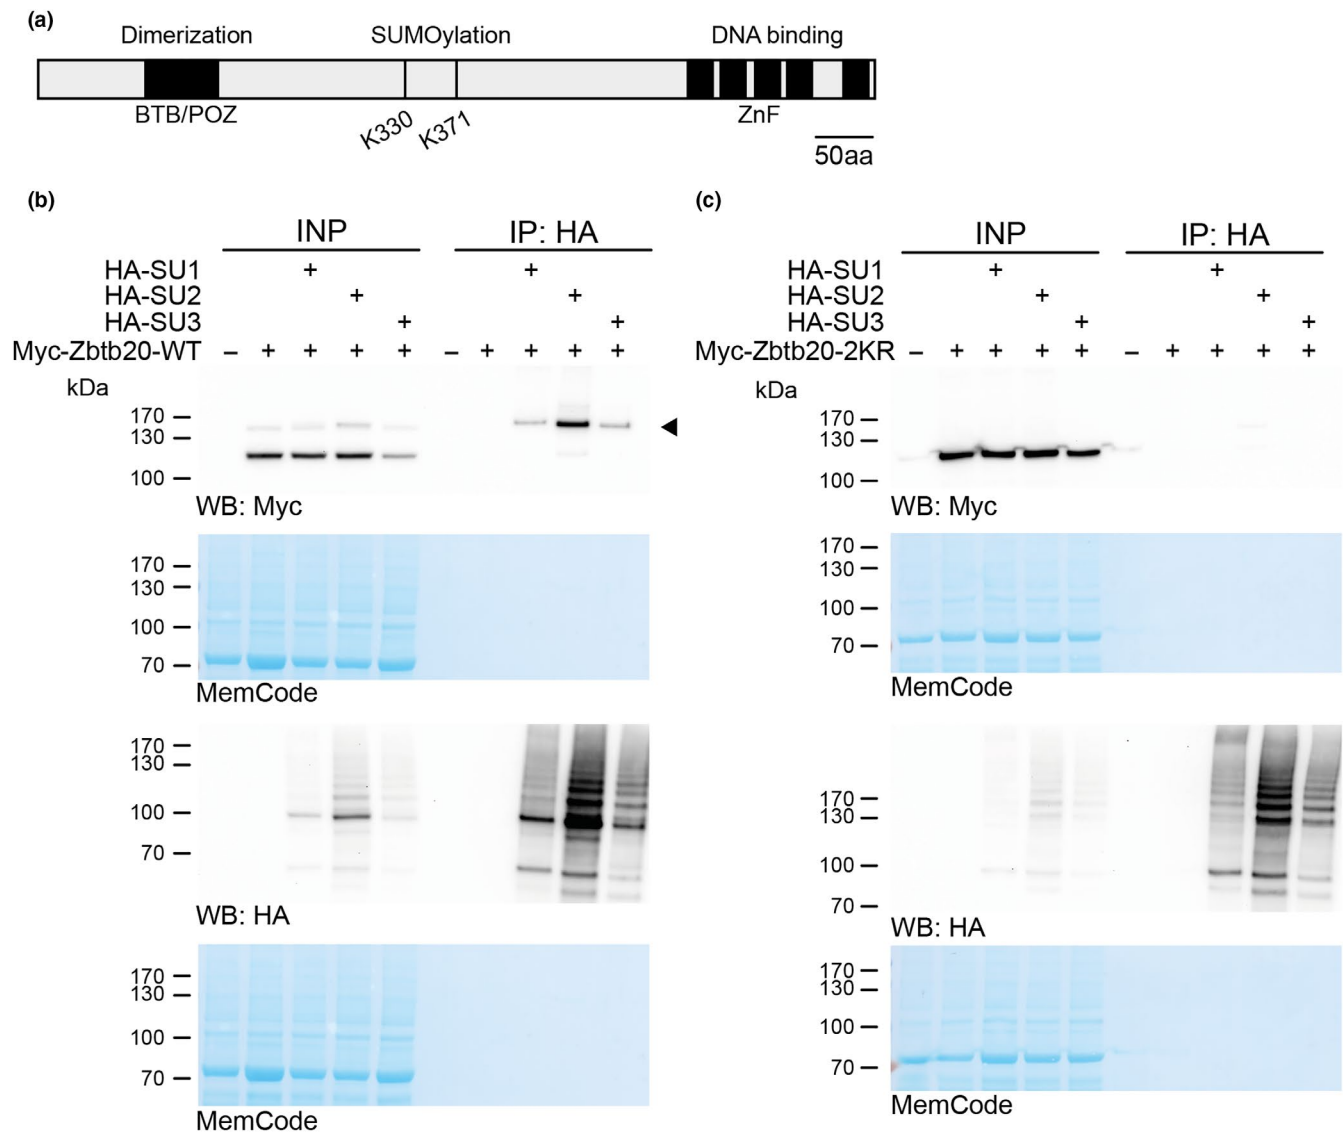 (a)
Dimerization SUMOylation DNA binding
BTB/POZ K330 K371 ZnF
50aa
(b)
INP IP: HA
HA-SU1 + +
HA-SU2 + +
HA-SU3 + +
Myc-Zbtb20-WT – + + + + – + + + +
kDa
170
130
100
WB: Myc
170
130
100
70
MemCode
170
130
100
70
WB: HA
170
130
100
70
MemCode
(c)
INP IP: HA
HA-SU1 + +
HA-SU2 + +
HA-SU3 + +
Myc-Zbtb20-2KR – + + + + – + + + +
kDa
170
130
100
WB: Myc
170
130
100
70
MemCode
170
130
100
70
WB: HA
170
130
100
70
MemCode